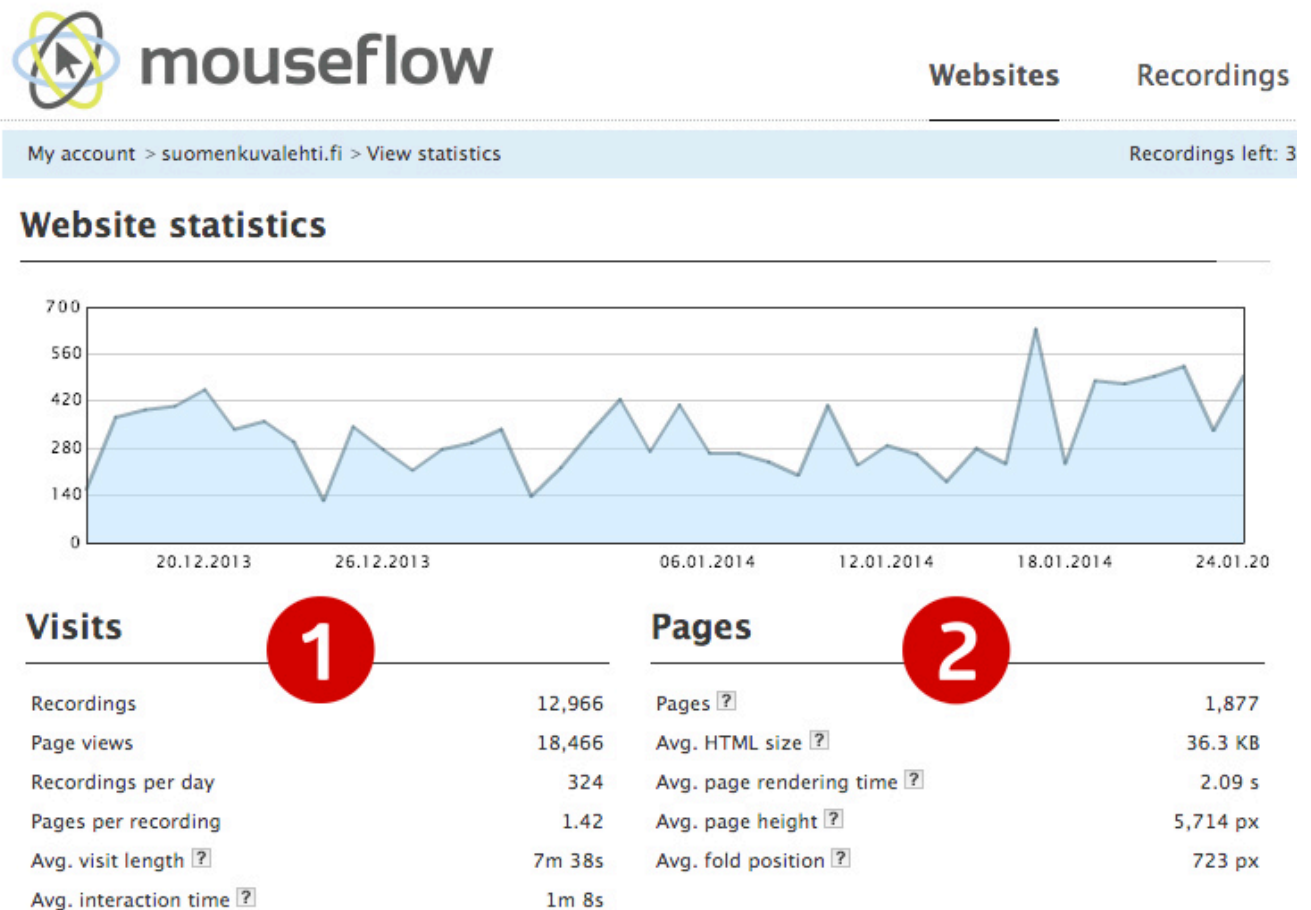 mouseflow
Websites Recordings
My account > suomenkuvalehti.fi > View statistics Recordings left: 3
Website statistics
700
560
420
280
140
0
20.12.2013 26.12.2013 06.01.2014 12.01.2014 18.01.2014 24.01.20
Visits 1 Pages 2
Recordings 12,966
Page views 18,466
Recordings per day 324
Pages per recording 1.42
Avg. visit length ? 7m 38s
Avg. interaction time ? 1m 8s
Pages ? 1,877
Avg. HTML size ? 36.3 KB
Avg. page rendering time ? 2.09 s
Avg. page height ? 5,714 px
Avg. fold position ? 723 px